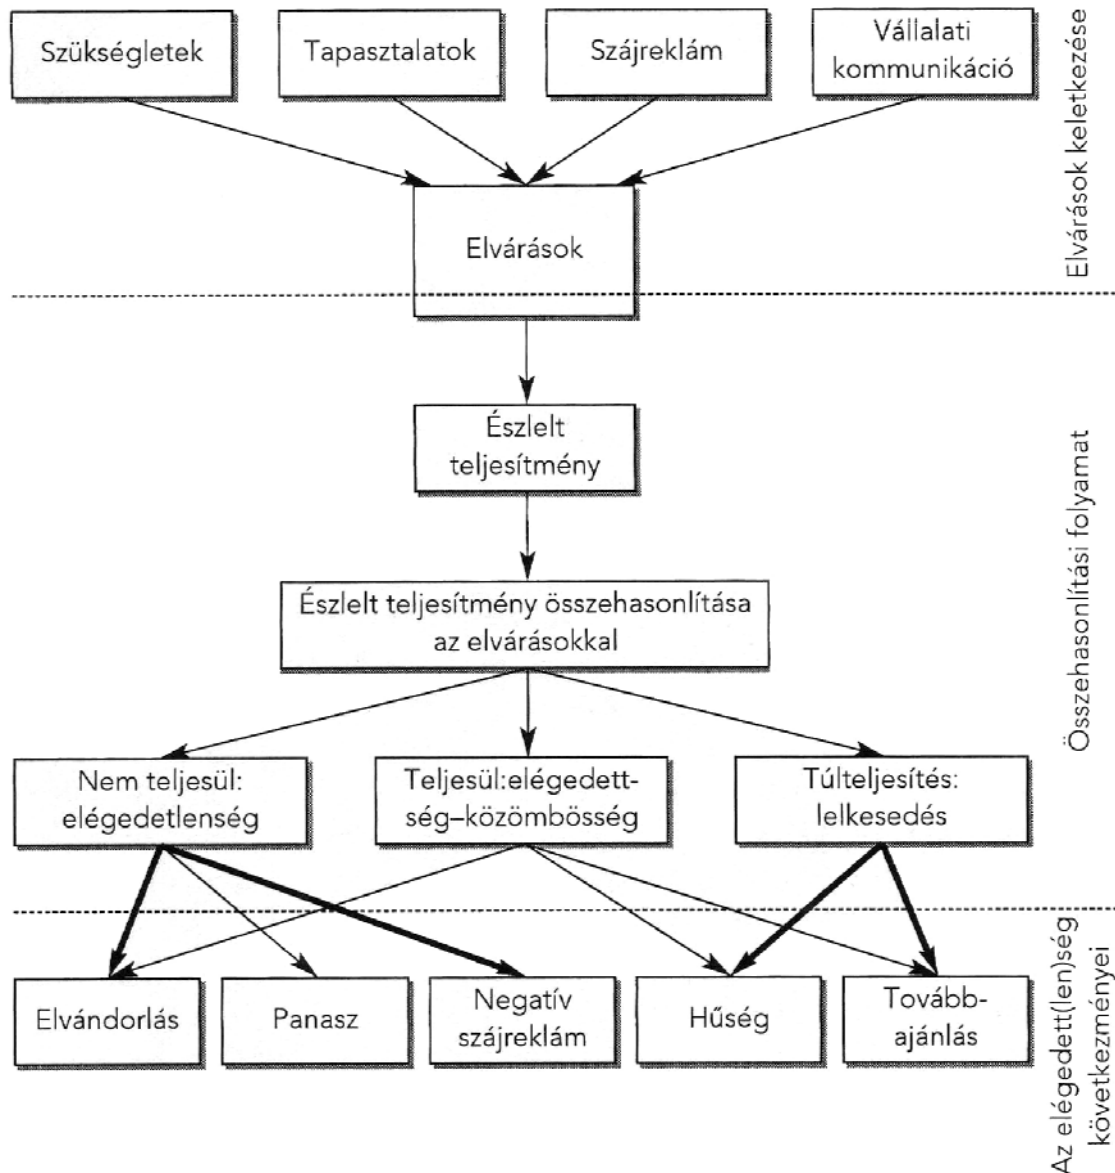 Szükségletek
Tapasztalatok
Szájreklám
Vállalati
kommunikáció
Elvárások keletkezése
Elvárások
Észlelt
teljesítmény
Összehasonlítási folyamat
Észlelt teljesítmény összehasonlítása
az elvárásokkal
Nem teljesül:
elégedetlenség
Teljesül:elégedett-
ség–közömbösség
Túlteljesítés:
lelkesedés
Elvándorlás
Panasz
Negatív
szájreklám
Hűség
Tovább-
ajánlás
Az elégedett(len)ség
következményei